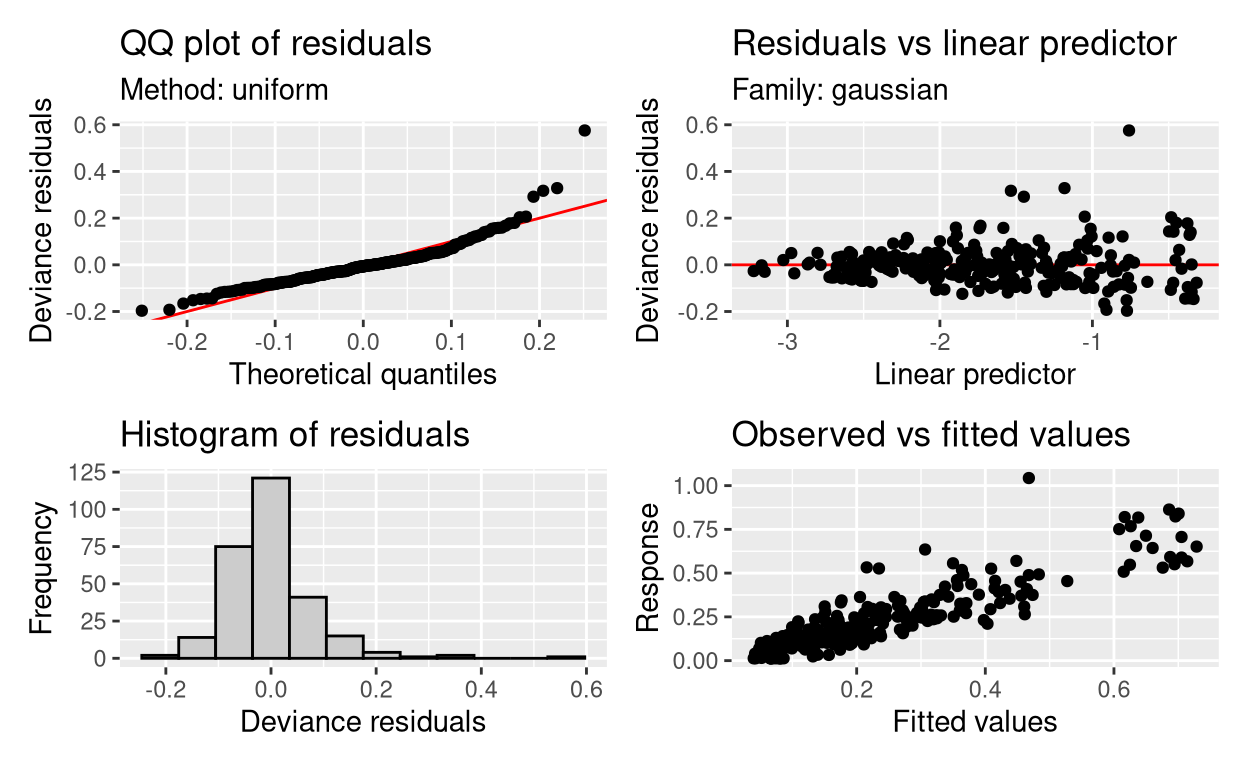 QQ plot of residuals
Method: uniform
Deviance residuals
0.6
0.4
0.2
0.0
-0.2
-0.2 -0.1 0.0 0.1 0.2
Theoretical quantiles
Residuals vs linear predictor
Family: gaussian
Deviance residuals
0.6
0.4
0.2
0.0
-0.2
-3 -2 -1
Linear predictor
Histogram of residuals
Frequency
125
100
75
50
25
0
-0.2 0.0 0.2 0.4 0.6
Deviance residuals
Observed vs fitted values
Response
1.00
0.75
0.50
0.25
0.00
0.2 0.4 0.6
Fitted values